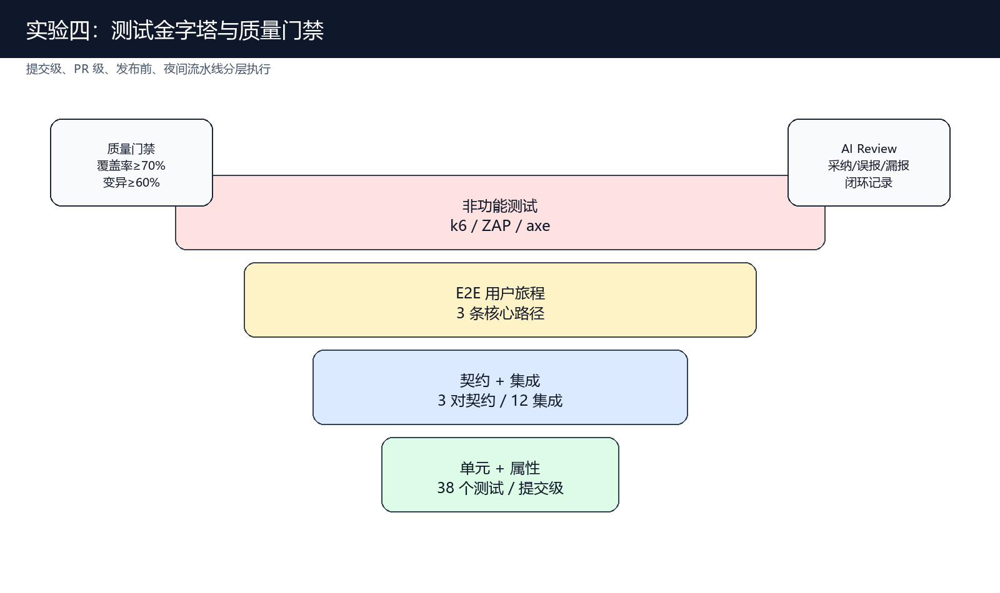 实验四：测试金字塔与质量门禁
提交级、PR 级、发布前、夜间流水线分层执行
质量门禁
覆盖率≥70%
变异≥60%
AI Review
采纳/误报/漏报
闭环记录
非功能测试
k6 / ZAP / axe
E2E 用户旅程
3 条核心路径
契约 + 集成
3 对契约 / 12 集成
单元 + 属性
38 个测试 / 提交级